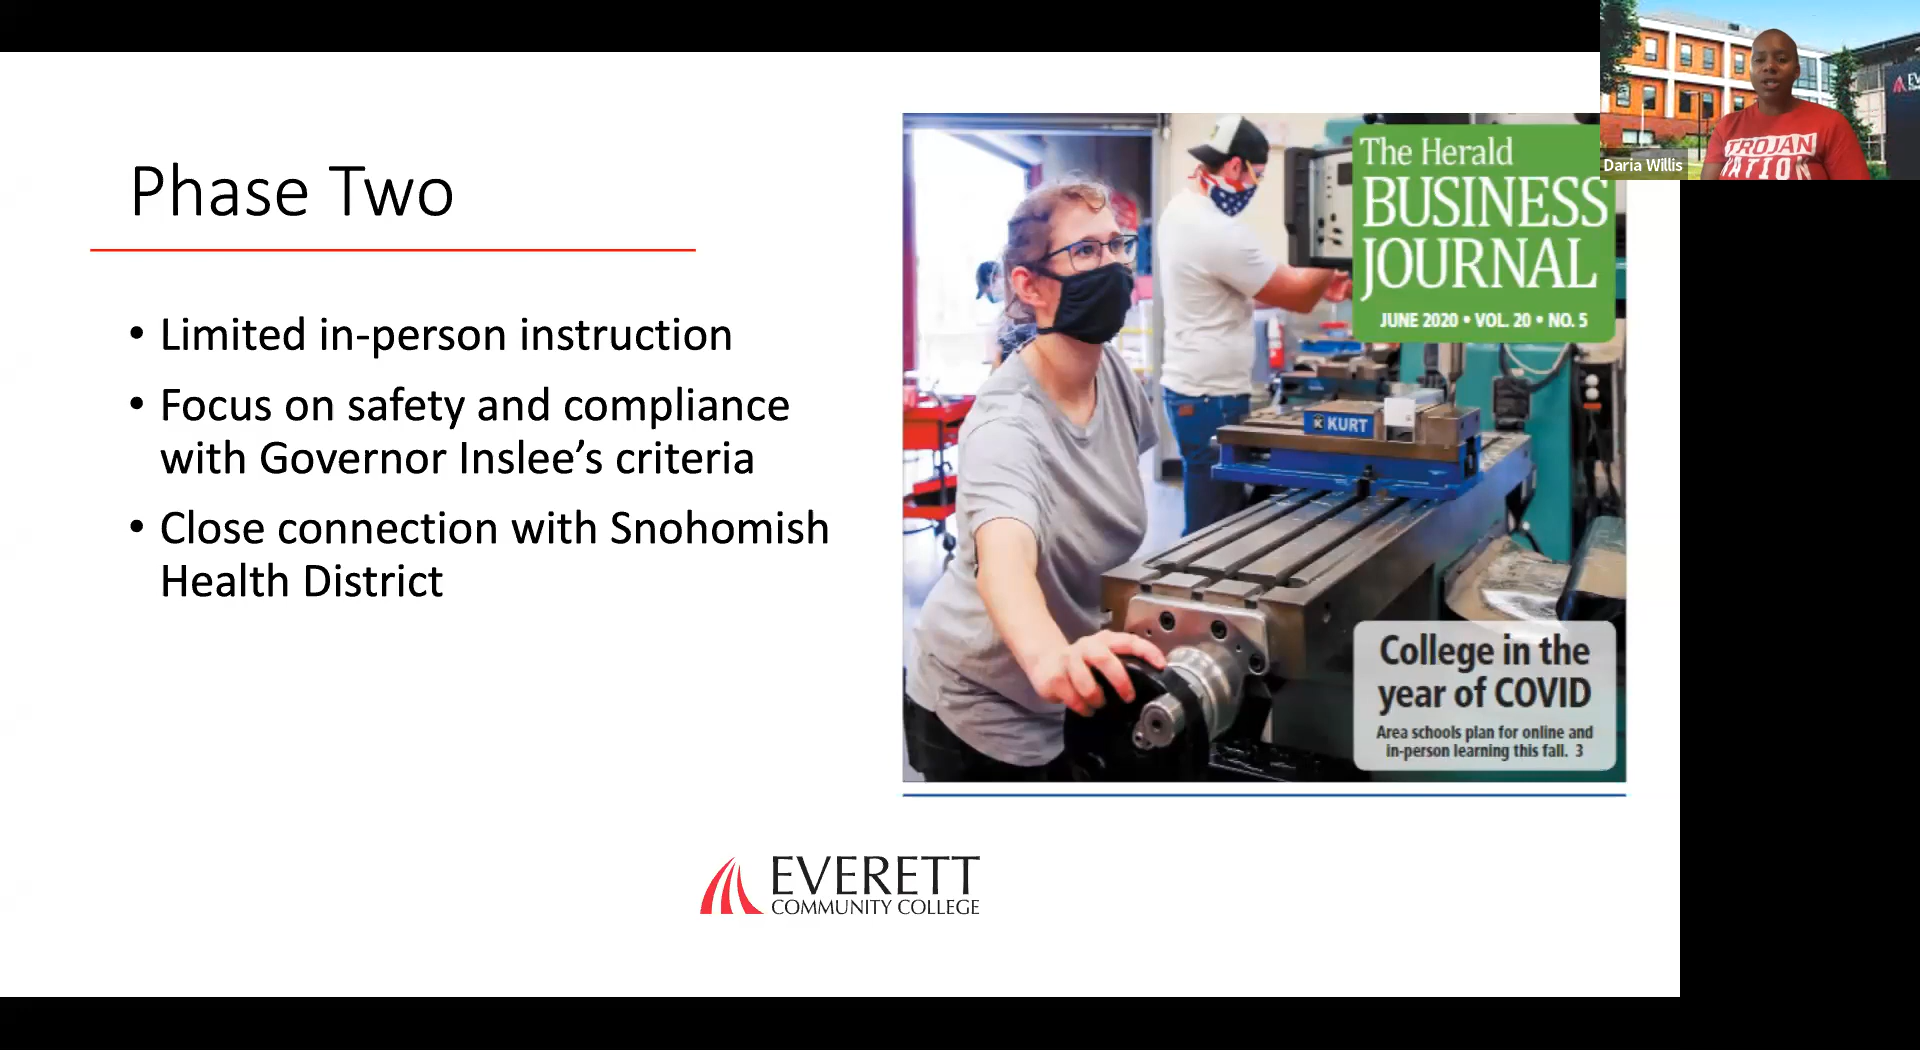 Phase Two
• Limited in-person instruction
• Focus on safety and compliance
with Governor Inslee’s criteria
• Close connection with Snohomish
Health District
The Herald
BUSINESS
JOURNAL
JUNE 2020 • VOL. 20 • NO. 5
KURT
College in the
year of COVID
Area schools plan for online and
in-person learning this fall. 3
EVERETT
COMMUNITY COLLEGE
TROJAN
NATION
Daria Willis